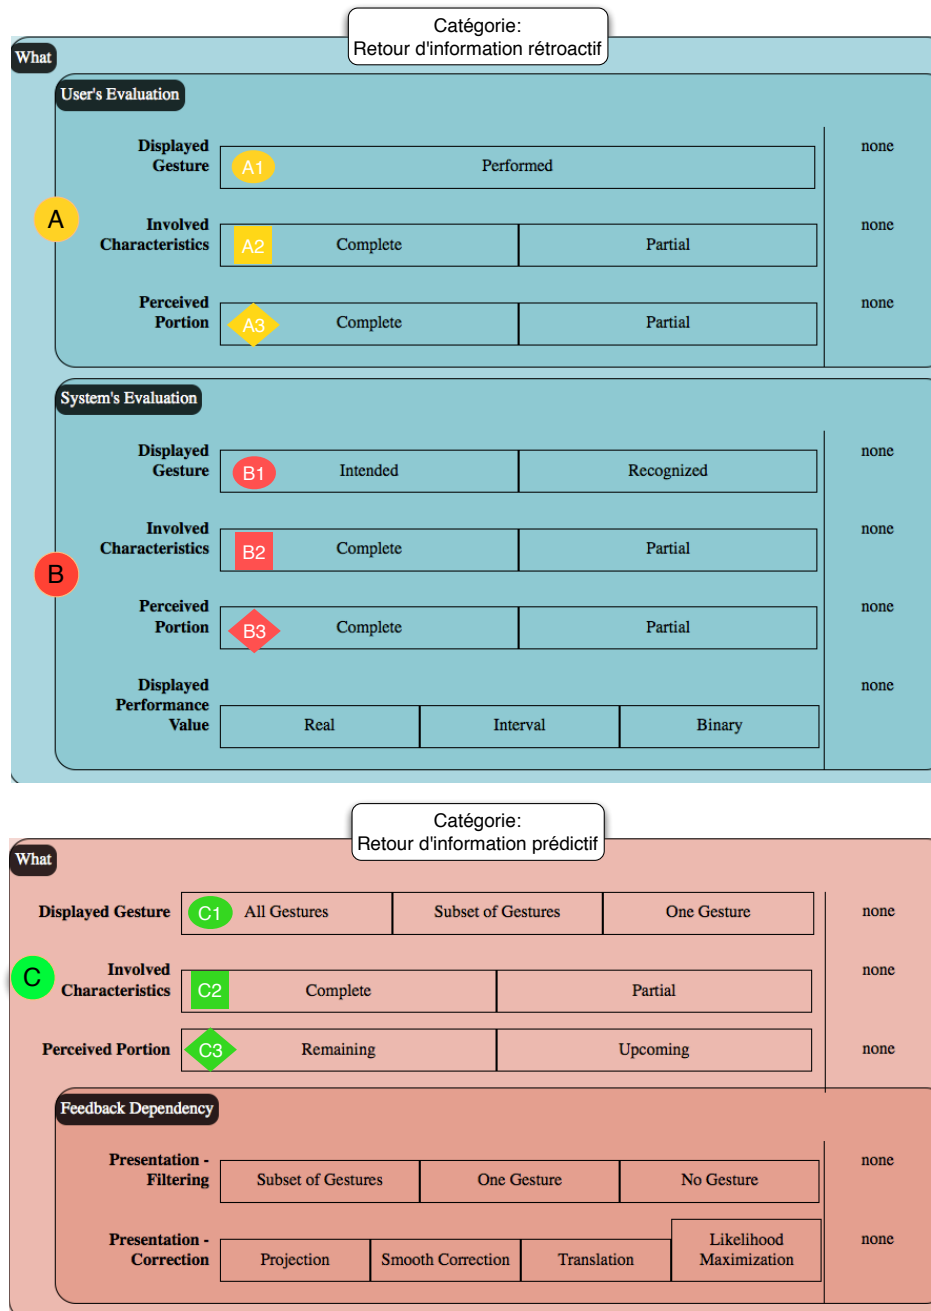 Catégorie:
Retour d'information rétroactif
What
User's Evaluation
Displayed
Gesture
A1
Performed
none
A
Involved
Characteristics
A2
Complete
Partial
none
Perceived
Portion
A3
Complete
Partial
none
System's Evaluation
Displayed
Gesture
B1
Intended
Recognized
none
Involved
Characteristics
B2
Complete
Partial
none
B
Perceived
Portion
B3
Complete
Partial
none
Displayed
Performance
Value
Real
Interval
Binary
none
Catégorie:
Retour d'information prédictif
What
Displayed Gesture
C1
All Gestures
Subset of Gestures
One Gesture
none
C
Involved
Characteristics
C2
Complete
Partial
none
Perceived Portion
C3
Remaining
Upcoming
none
Feedback Dependency
Presentation -
Filtering
Subset of Gestures
One Gesture
No Gesture
none
Presentation -
Correction
Projection
Smooth Correction
Translation
Likelihood
Maximization
none